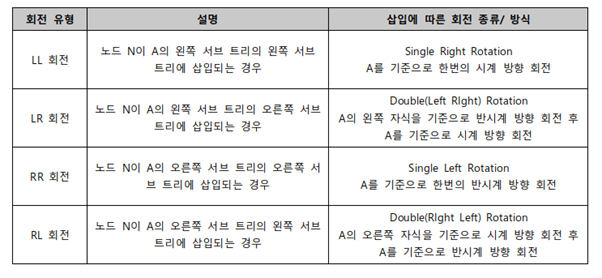 회전 유형
설명
삽입에 따른 회전 종류/ 방식
LL 회전
노드 N이 A의 왼쪽 서브 트리의 왼쪽 서브
트리에 삽입되는 경우
Single Right Rotation
A를 기준으로 한번의 시계 방향 회전
LR 회전
노드 N이 A의 왼쪽 서브 트리의 오른쪽 서브
트리에 삽입되는 경우
Double(Left RIght) Rotation
A의 왼쪽 자식을 기준으로 반시계 방향 회전 후
A를 기준으로 시계 방향 회전
RR 회전
노드 N이 A의 오른쪽 서브 트리의 오른쪽 서
브 트리에 삽입되는 경우
Single Left Rotation
A를 기준으로 한번의 반시계 방향 회전
RL 회전
노드 N이 A의 오른쪽 서브 트리의 왼쪽 서브
트리에 삽입되는 경우
Double(RIght Left) Rotation
A의 오른쪽 자식을 기준으로 시계 방향 회전 후
A를 기준으로 반시계 방향 회전